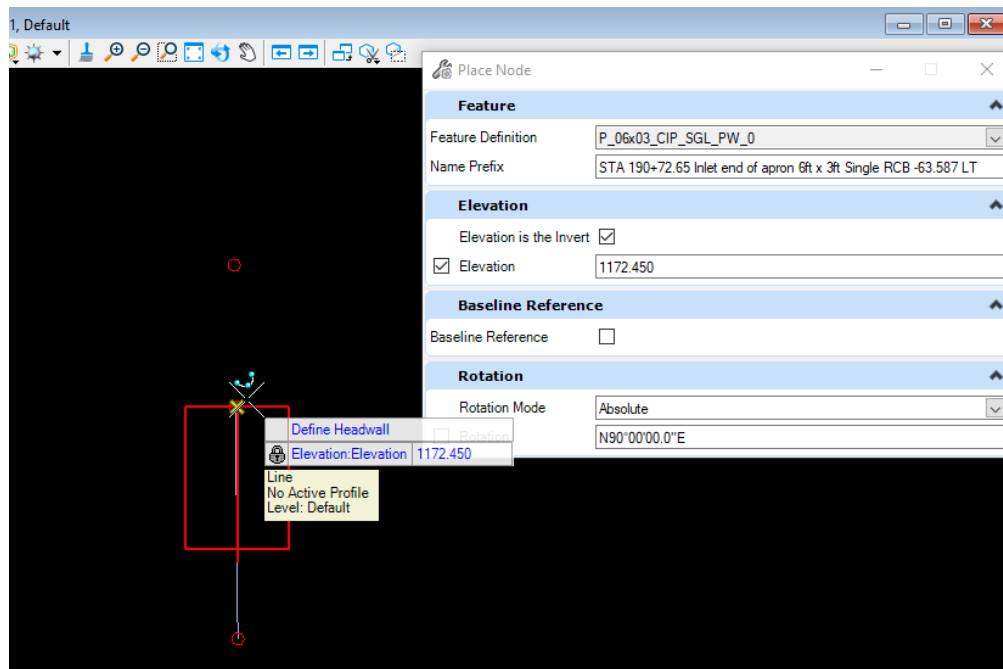 1, Default
Place Node
Feature
Feature Definition
P_06x03_CIP_SGL_PW_0
Name Prefix
STA 190+72.65 Inlet end of apron 6ft x 3ft Single RCB -63.587 LT
Elevation
Elevation is the Invert
Elevation
1172.450
Baseline Reference
Baseline Reference
Rotation
Rotation Mode
Absolute
Rotation
N90°00'00.0"E
Define Headwall
Elevation:Elevation 1172.450
Line
No Active Profile
Level: Default